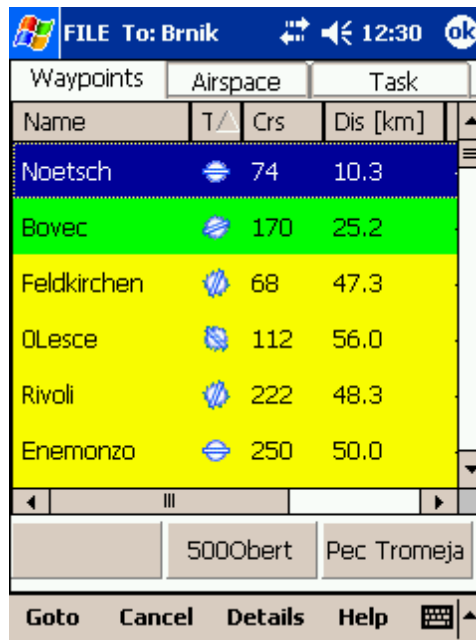 FILE To: Brnik 12:30 ok
Waypoints Airspace Task
Name T Crs Dis [km]
Noetsch 74 10.3
Bovec 170 25.2
Feldkirchen 68 47.3
0Lesce 112 56.0
Rivoli 222 48.3
Enemonzo 250 50.0
500Obert Pec Tromeja
Goto Cancel Details Help